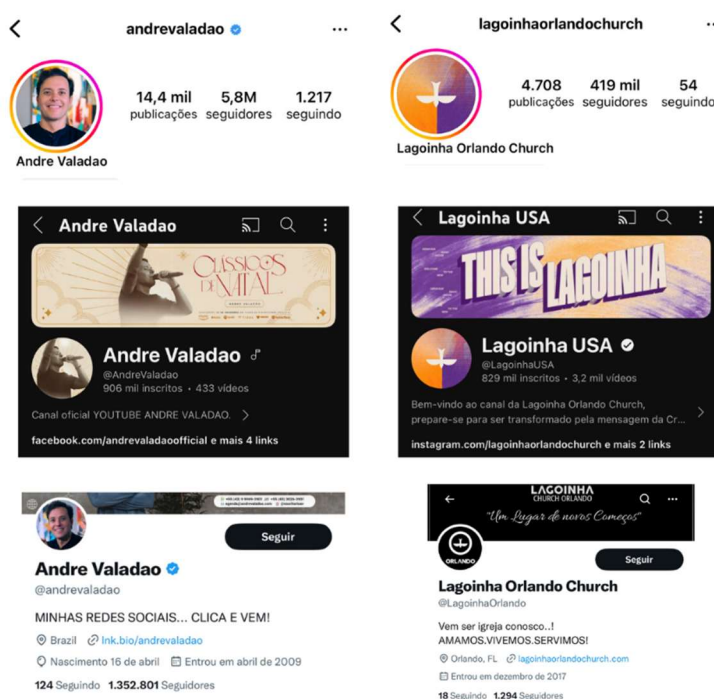 andrevaladao
14,4 mil 5,8M 1.217
publicações seguidores seguindo
Andre Valadao
Andre Valadao
CLÁSSICOS
DE NATAL
ANDRE VALADÃO
Andre Valadao
@AndreValadao
906 mil inscritos • 433 vídeos
Canal oficial YOUTUBE ANDRE VALADAO.
facebook.com/andrevaladaoofficial e mais 4 links
Seguir
Andre Valadao
@andrevaladao
MINHAS REDES SOCIAIS... CLICA E VEM!
Brazil lnk.bio/andrevaladao
Nascimento 16 de abril Entrou em abril de 2009
124 Seguindo 1.352.801 Seguidores
lagoinhaorlandochurch
4.708 419 mil 54
publicações seguidores seguindo
Lagoinha Orlando Church
Lagoinha USA
THIS IS LAGOINHA
Lagoinha USA
@LagoinhaUSA
829 mil inscritos • 3,2 mil vídeos
Bem-vindo ao canal da Lagoinha Orlando Church,
prepare-se para ser transformado pela mensagem da Cr...
instagram.com/lagoinhaorlandochurch e mais 2 links
LAGOINHA
CHURCH ORLANDO
"Um Lugar de novos Começos"
ORLANDO
Seguir
Lagoinha Orlando Church
@LagoinhaOrlando
Vem ser igreja conosco..!
AMAMOS.VIVEMOS.SERVIMOS!
Orlando, FL lagoinhaorlandochurch.com
Entrou em dezembro de 2017
18 Seguindo 1.294 Seguidores